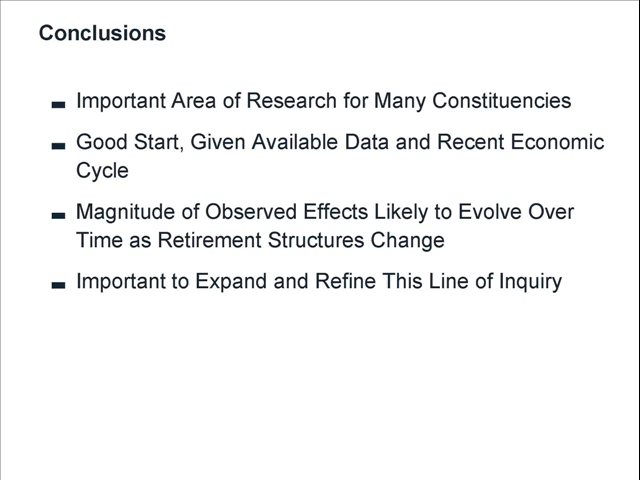 Conclusions
Important Area of Research for Many Constituencies
Good Start, Given Available Data and Recent Economic
Cycle
Magnitude of Observed Effects Likely to Evolve Over
Time as Retirement Structures Change
Important to Expand and Refine This Line of Inquiry